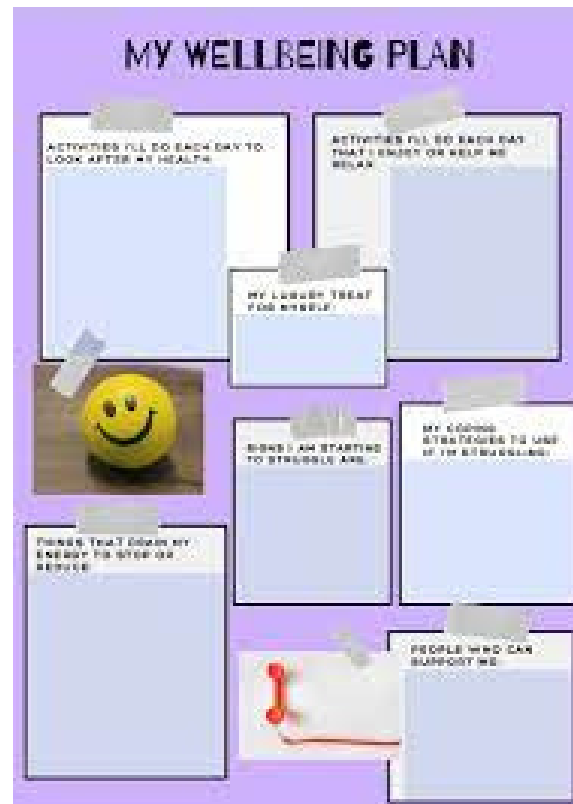 MY WELLBEING PLAN
ACTIVITIES I'LL DO EACH DAY TO
LOOK AFTER MY HEALTH
ACTIVITIES I'LL DO EACH DAY
THAT I ENJOY OR HELP ME
RELAX
MY LUXURY TREAT
FOR MYSELF:
SIGNS I AM STARTING
TO STRUGGLE ARE:
MY COPING
STRATEGIES TO USE
IF I'M STRUGGLING:
THINGS THAT DRAIN MY
ENERGY TO STOP OR
REDUCE
PEOPLE WHO CAN
SUPPORT ME: